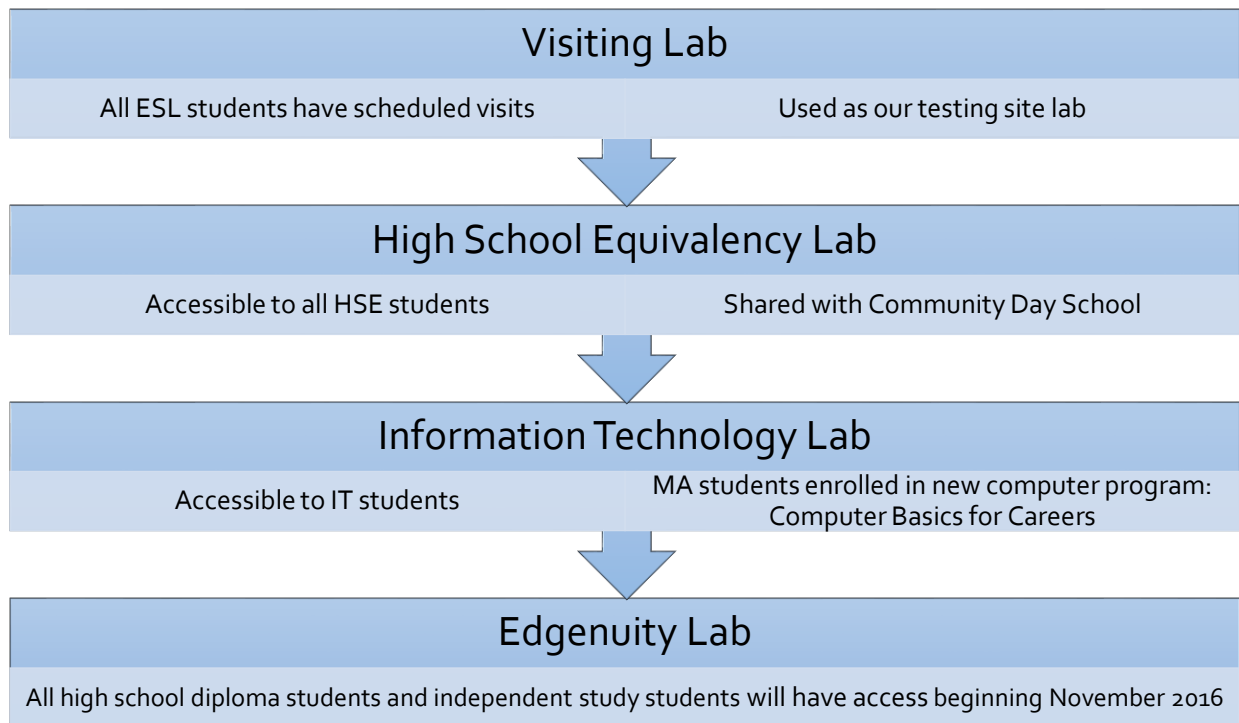 Visiting Lab
All ESL students have scheduled visits
Used as our testing site lab
High School Equivalency Lab
Accessible to all HSE students
Shared with Community Day School
Information Technology Lab
Accessible to IT students
MA students enrolled in new computer program:
Computer Basics for Careers
Edgenuity Lab
All high school diploma students and independent study students will have access beginning November 2016